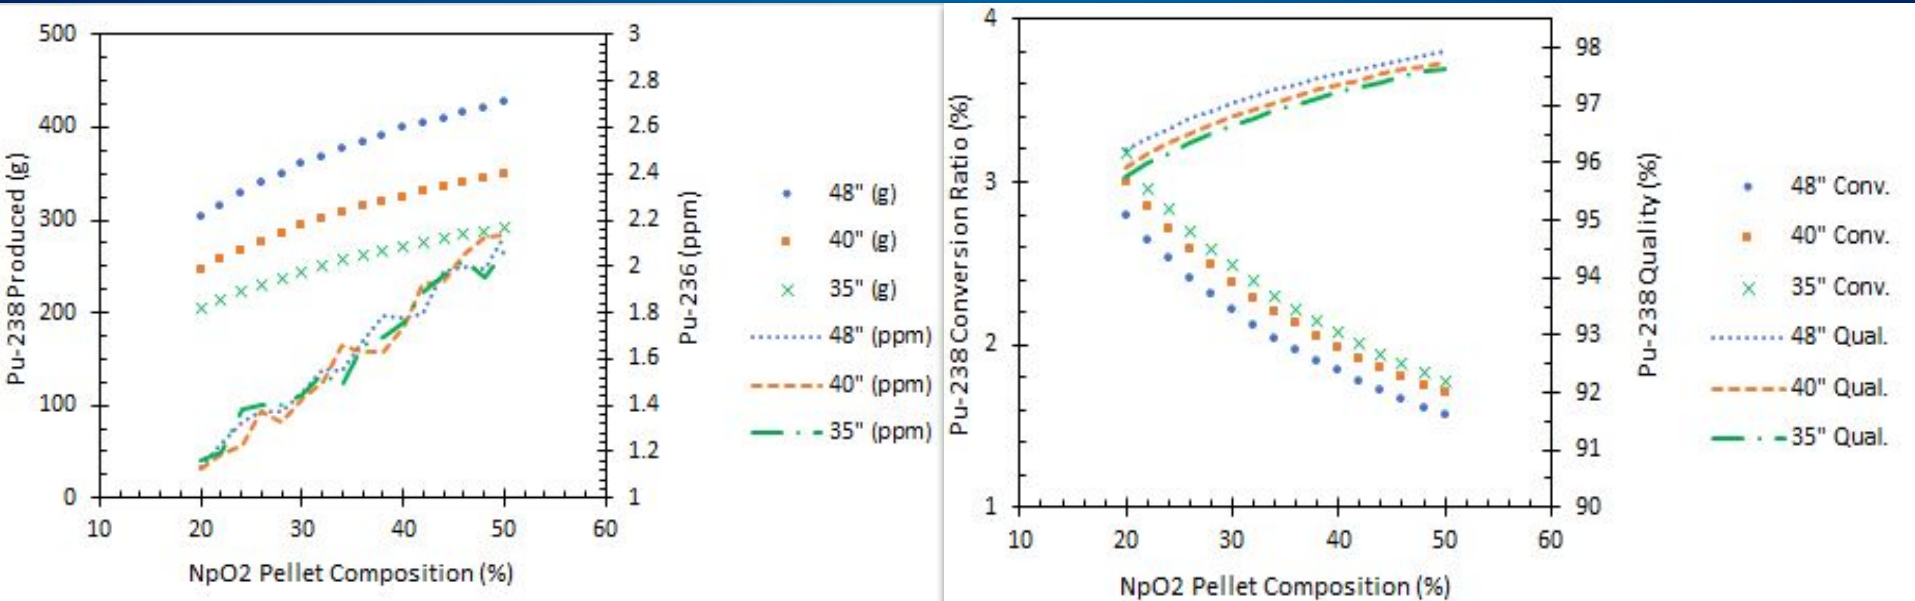 500
400
300
200
100
0
Pu-238 Produced (g)
10
20
30
40
50
60
NpO2 Pellet Composition (%)
3
2.8
2.6
2.4
2.2
2
1.8
1.6
1.4
1.2
1
Pu-236 (ppm)
48" (g)
40" (g)
35" (g)
48" (ppm)
40" (ppm)
35" (ppm)
4
3
2
1
Pu-238 Conversion Ratio (%)
10
20
30
40
50
60
NpO2 Pellet Composition (%)
98
97
96
95
94
93
92
91
90
Pu-238 Quality (%)
48" Conv.
40" Conv.
35" Conv.
48" Qual.
40" Qual.
35" Qual.